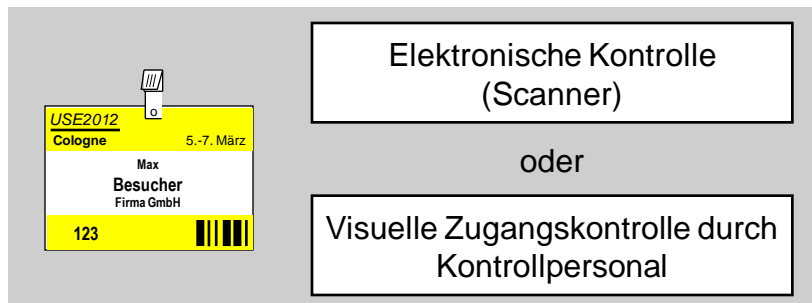 USE2012
Cologne 5.-7. März
Max
Besucher
Firma GmbH
123
Elektronische Kontrolle
(Scanner)
oder
Visuelle Zugangskontrolle durch
Kontrollpersonal